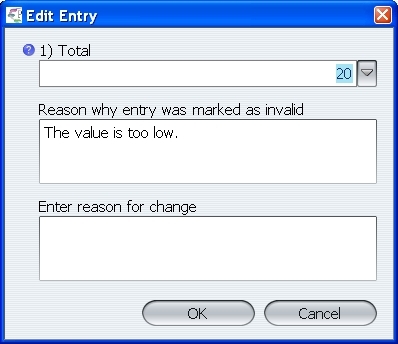 Edit Entry
1) Total
20
Reason why entry was marked as invalid
The value is too low.
Enter reason for change
OK Cancel